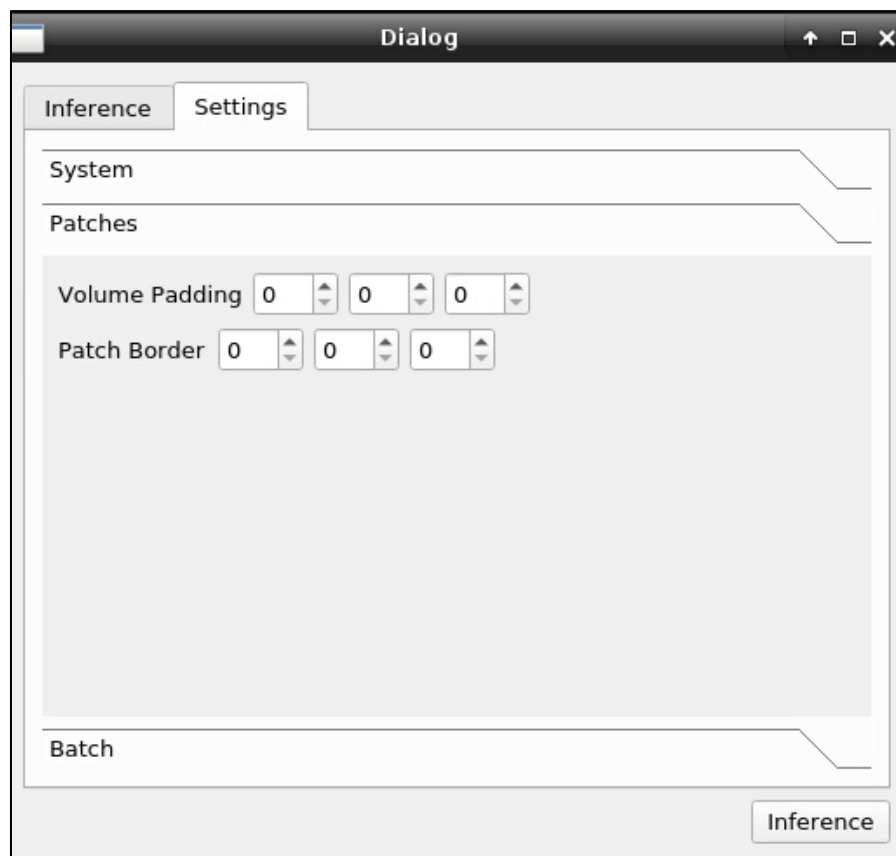 Dialog
Inference Settings
System
Patches
Volume Padding 0 0 0
Patch Border 0 0 0
Batch
Inference